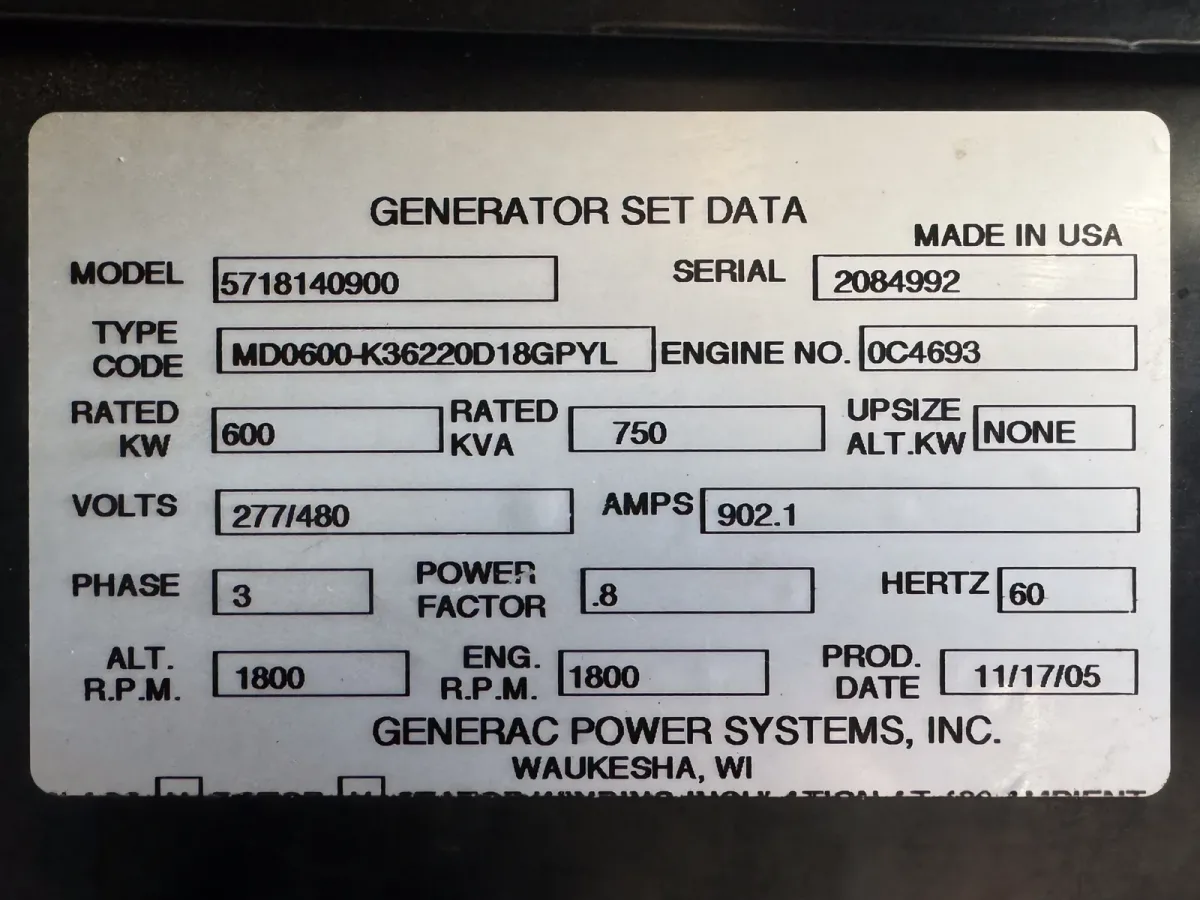 GENERATOR SET DATA
MADE IN USA
MODEL 5718140900 SERIAL 2084992
TYPE CODE MD0600-K36220D18GPYL ENGINE NO. 0C4693
RATED KW 600 RATED KVA 750 UPSIZE ALT.KW NONE
VOLTS 277/480 AMPS 902.1
PHASE 3 POWER FACTOR .8 HERTZ 60
ALT. R.P.M. 1800 ENG. R.P.M. 1800 PROD. DATE 11/17/05
GENERAC POWER SYSTEMS, INC.
WAUKESHA, WI